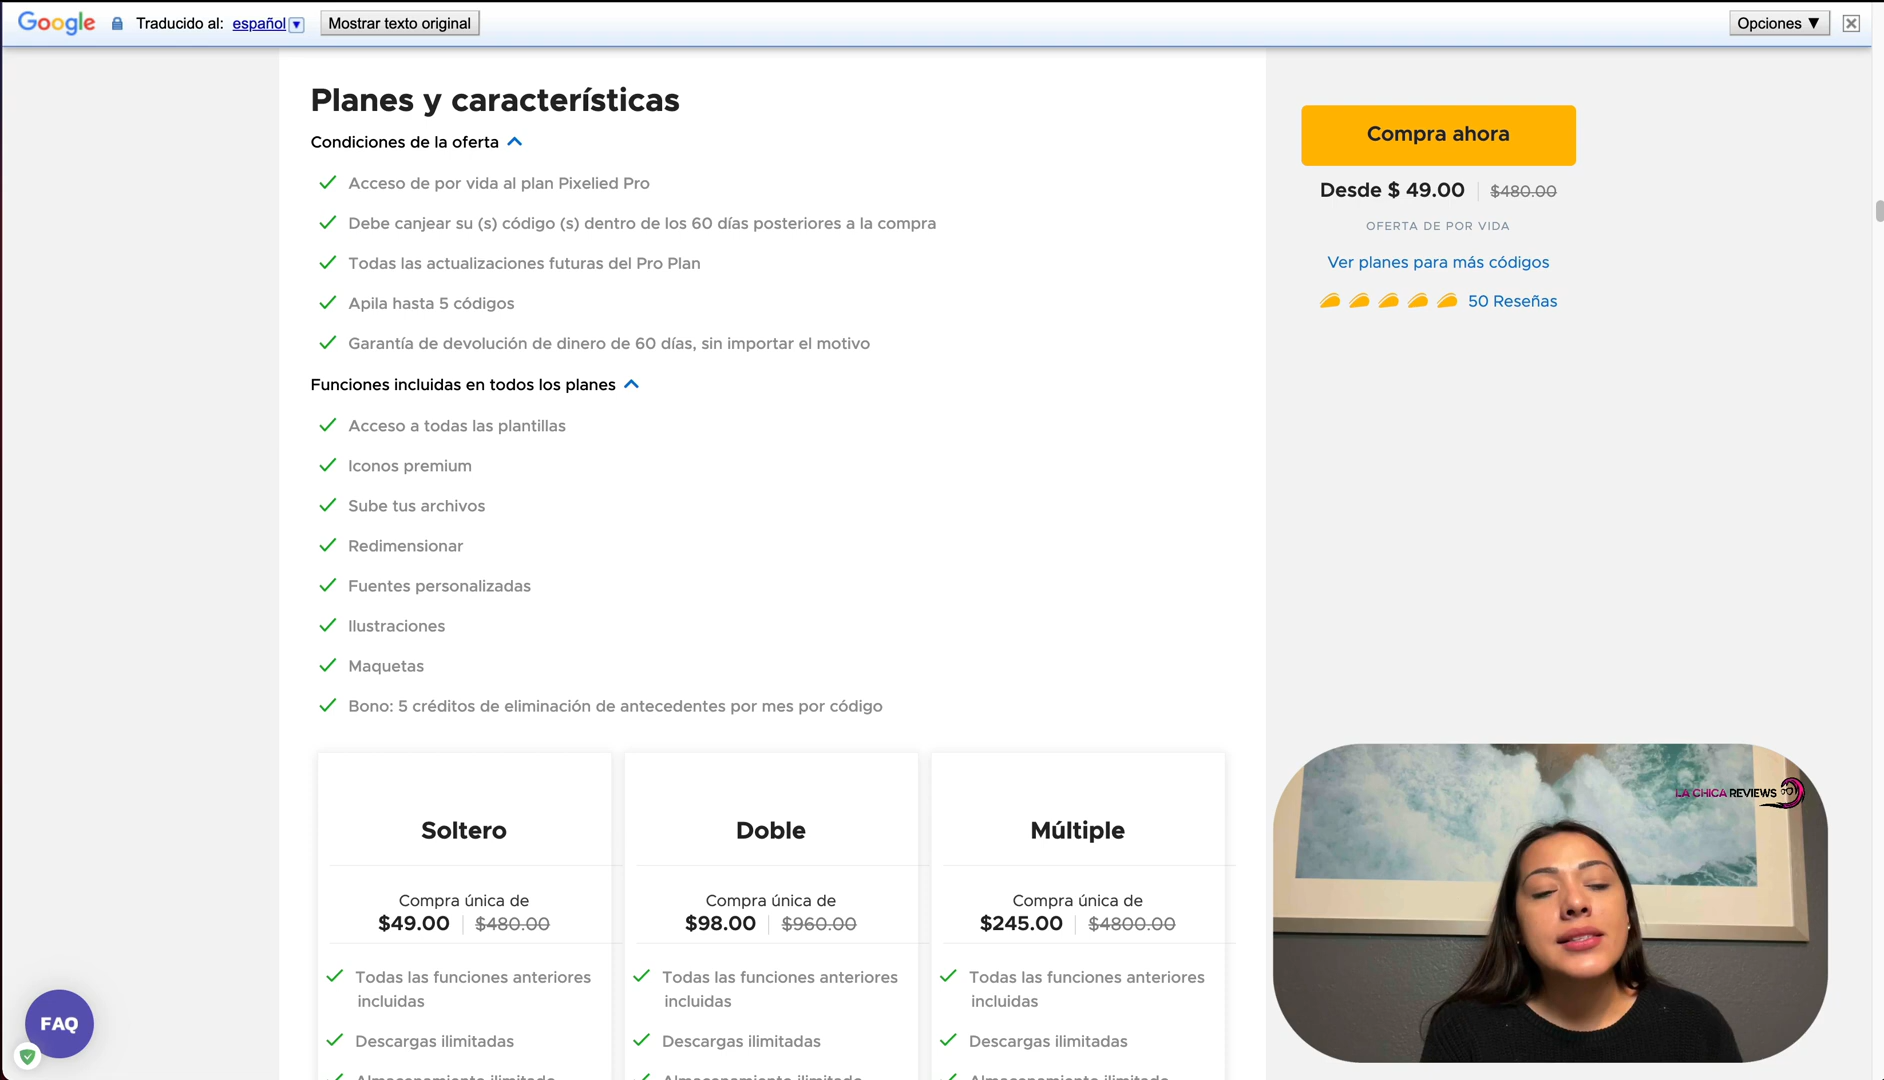 Google Traducido al: español Mostrar texto original Opciones ▼
Planes y características
Condiciones de la oferta
Acceso de por vida al plan Pixelied Pro
Debe canjear su (s) código (s) dentro de los 60 días posteriores a la compra
Todas las actualizaciones futuras del Pro Plan
Apila hasta 5 códigos
Garantía de devolución de dinero de 60 días, sin importar el motivo
Funciones incluidas en todos los planes
Acceso a todas las plantillas
Iconos premium
Sube tus archivos
Redimensionar
Fuentes personalizadas
Ilustraciones
Maquetas
Bono: 5 créditos de eliminación de antecedentes por mes por código
Compra ahora
Desde $ 49.00 $480.00
OFERTA DE POR VIDA
Ver planes para más códigos
50 Reseñas
Soltero
Compra única de
$49.00 $480.00
Todas las funciones anteriores
incluidas
Descargas ilimitadas
Almacenamiento ilimitado
Doble
Compra única de
$98.00 $960.00
Todas las funciones anteriores
incluidas
Descargas ilimitadas
Almacenamiento ilimitado
Múltiple
Compra única de
$245.00 $4800.00
Todas las funciones anteriores
incluidas
Descargas ilimitadas
Almacenamiento ilimitado
LA CHICA REVIEWS
FAQ